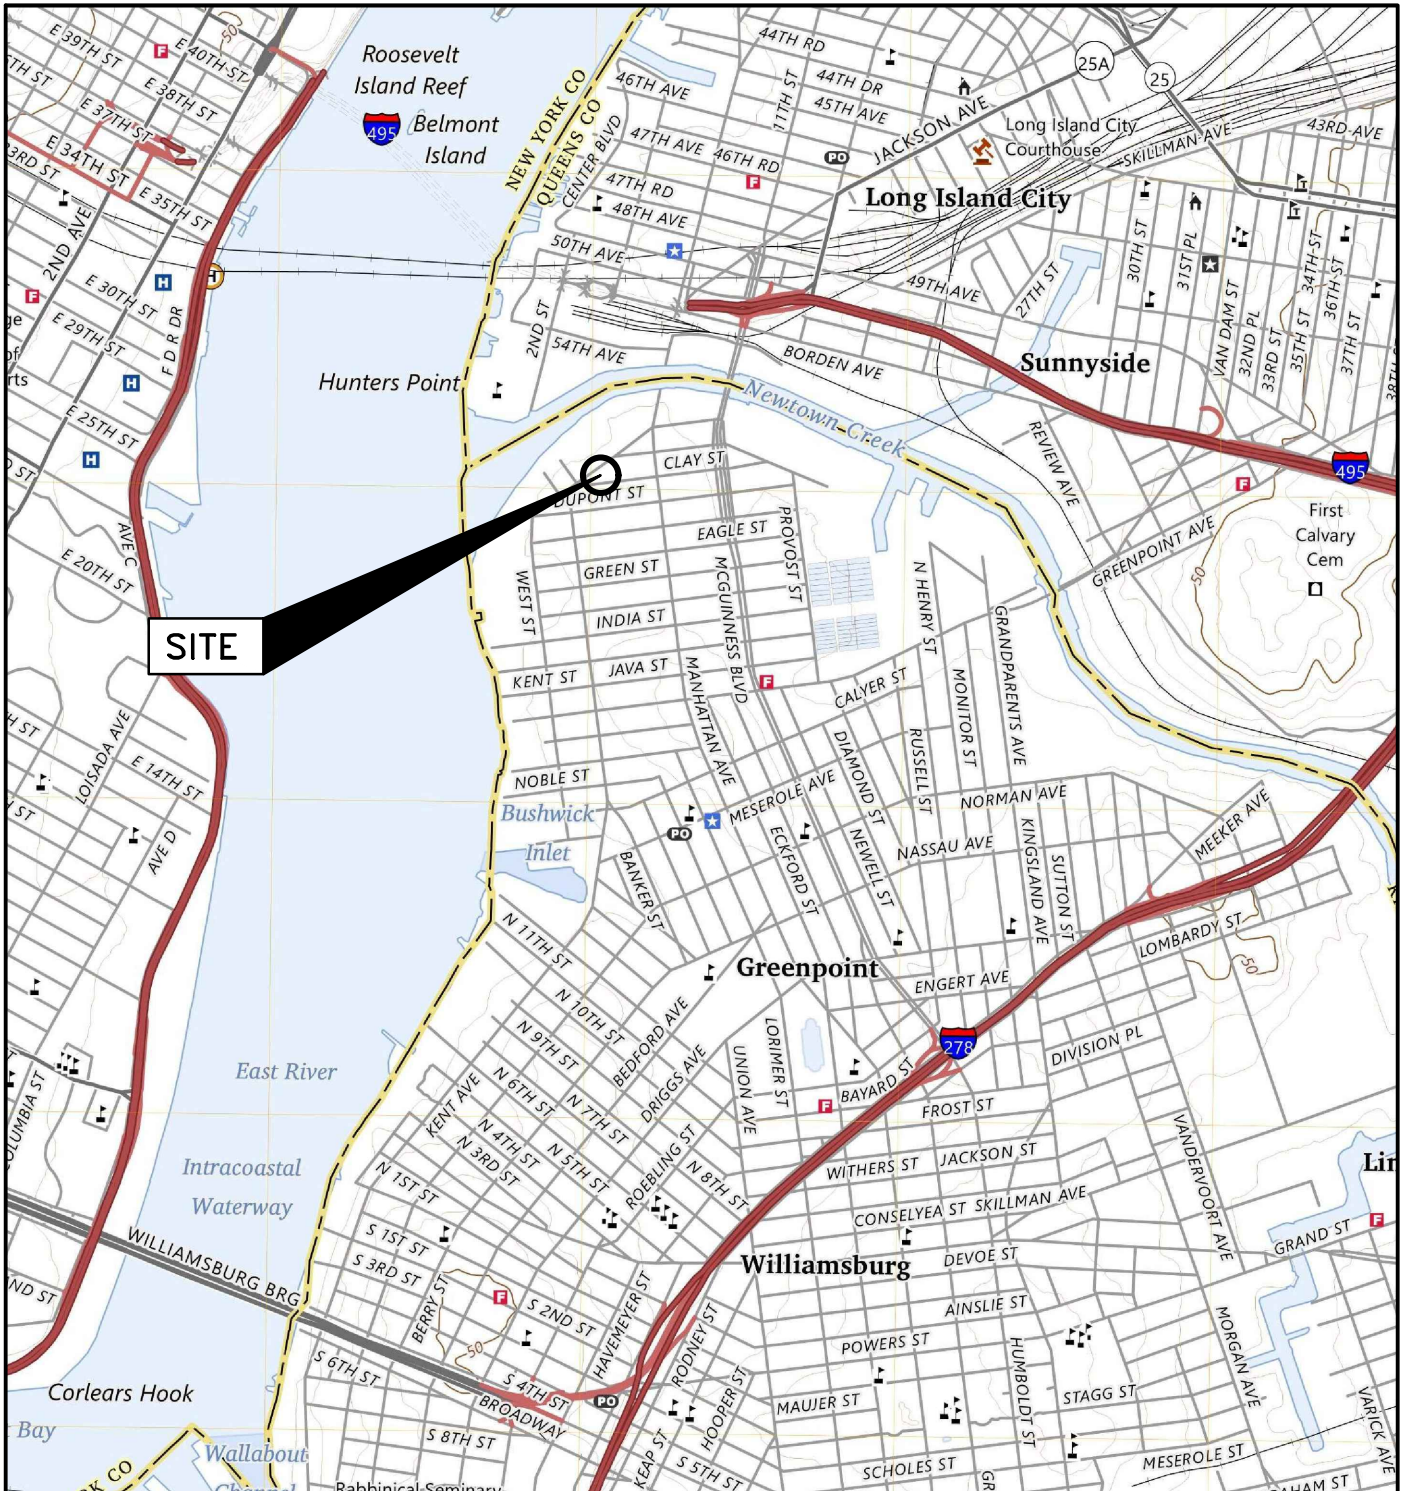 E 39TH ST
E 40TH ST
50
Roosevelt
Island Reef
495
Belmont
Island
NEW YORK CO
QUEENS CO
44TH RD
46TH AVE
11TH ST
44TH DR
45TH AVE
25A
25
JACKSON AVE
Long Island City
Courthouse
43RD AVE
SKILLMAN AVE
F
E 38TH ST
E 37TH ST
E 34TH ST
E 35TH ST
2ND AVE
CENTER BLVD
47TH AVE
46TH RD
PO
47TH RD
48TH AVE
F
Long Island City
30TH ST
31ST PL
34TH ST
36TH ST
50TH AVE
49TH AVE
27TH ST
H
H
E 30TH ST
F
E 29TH ST
F D R DR
2ND ST
54TH AVE
BORDEN AVE
VAN DAM ST
32ND PL
33RD ST
35TH ST
37TH ST
Sunnyside
Hunters Point
H
E 25TH ST
H
Newtown Creek
REVIEW AVE
495
F
CLAY ST
DUPONT ST
EAGLE ST
PROVOST ST
First
Calvary
Cem
GREENPOINT AVE
50
AVE C
E 20TH ST
WEST ST
GREEN ST
MCGUINNESS BLVD
N HENRY ST
INDIA ST
GRANDPARENTS AVE
SITE
KENT ST
JAVA ST
MANHATTAN AVE
F
CALYER ST
MONITOR ST
LOISADA AVE
E 14TH ST
AVE D
NOBLE ST
Bushwick
Inlet
PO
MESEROLE AVE
DIAMOND ST
RUSSELL ST
NORMAN AVE
ECKFORD ST
NEWELL ST
NASSAU AVE
KINGSLAND AVE
SUTTON ST
MEEKER AVE
BANKER ST
LOMBARDY ST
50
N 11TH ST
Greenpoint
ENGERT AVE
N 10TH ST
N 9TH ST
BEDFORD AVE
DRIGGS AVE
UNION AVE
LORIMER ST
278
DIVISION PL
BAYARD ST
F
FROST ST
East River
KENT AVE
N 6TH ST
N 7TH ST
N 4TH ST
N 3RD ST
N 5TH ST
ROEBLING ST
N 8TH ST
WITHERS ST
JACKSON ST
VANDERVOORT AVE
Intracoastal
Waterway
N 1ST ST
CONSELYEA ST
SKILLMAN AVE
F
GRAND ST
S 1ST ST
WILLIAMSBURG BRG
S 3RD ST
Williamsburg
DEVOE ST
BERRY ST
F
S 2ND ST
HAVEMEYER ST
AINSLIE ST
50
RODNEY ST
POWERS ST
HUMBOLDT ST
MORGAN AVE
S 6TH ST
S 4TH ST
PO
Corlears Hook
BROADWAY
HOOPER ST
MAUJER ST
STAGG ST
VARICK AVE
Bay
S 8TH ST
KEAP ST
Wallabout
Channel
S 5TH ST
SCHOLES ST
MESEROLE ST
Rabbinical Seminary